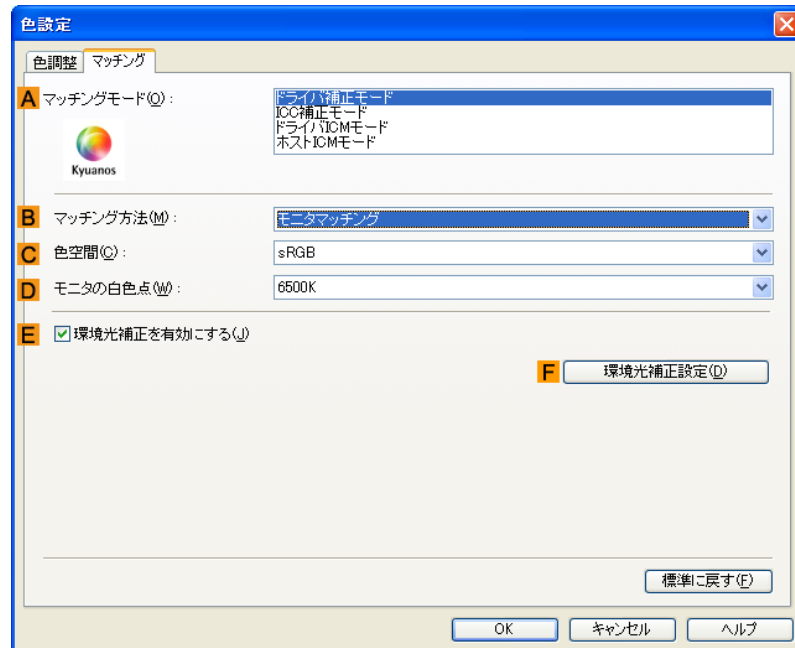 色設定
色調整 マッチング
A マッチングモード(O) :
ドライバ補正モード
ICC補正モード
ドライバICMモード
ホストICMモード
Kyuanos
B マッチング方法(M) : モニタマッチング
C 色空間(C) : sRGB
D モニタの白色点(W) : 6500K
E 環境光補正を有効にする(J)
F 環境光補正設定(D)
標準に戻す(F)
OK キャンセル ヘルプ